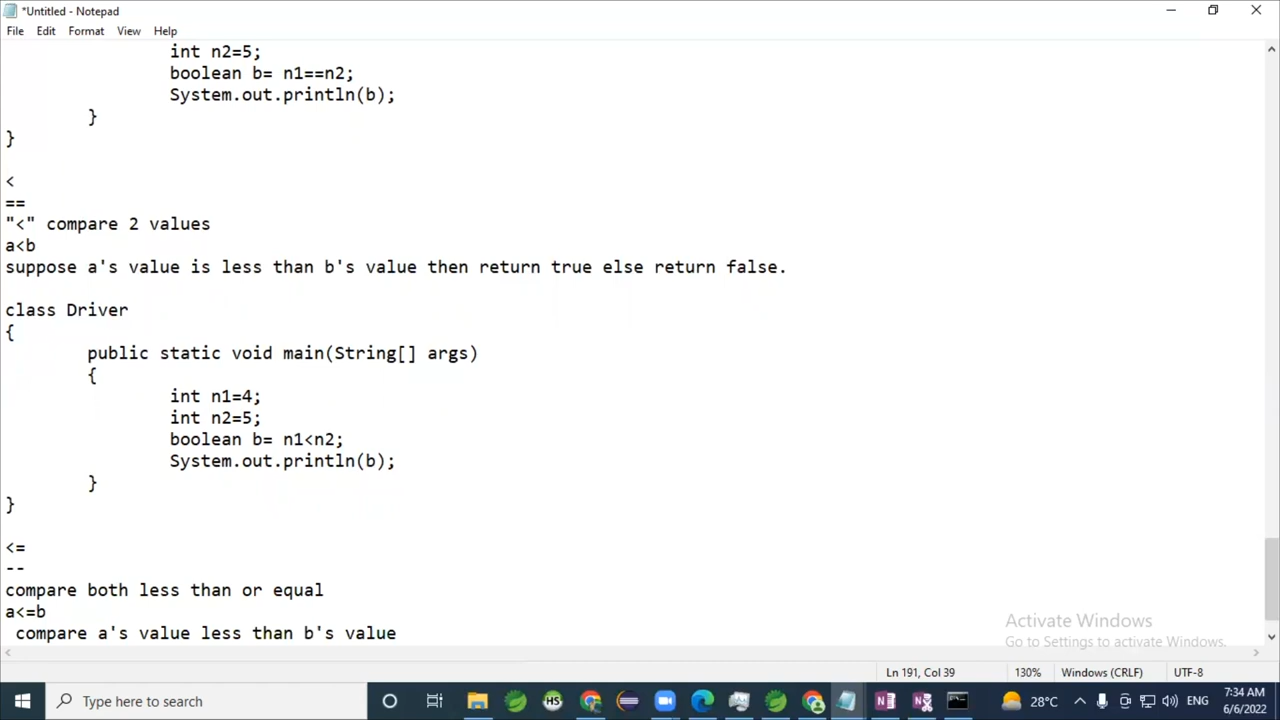 *Untitled - Notepad
File Edit Format View Help
int n2=5;
boolean b= n1==n2;
System.out.println(b);
}
}
<
==
"<" compare 2 values
a<b
suppose a's value is less than b's value then return true else return false.
class Driver
{
public static void main(String[] args)
{
int n1=4;
int n2=5;
boolean b= n1<n2;
System.out.println(b);
}
}
<=
--
compare both less than or equal
a<=b
compare a's value less than b's value
Activate Windows
Go to Settings to activate Windows.
Ln 191, Col 39 130% Windows (CRLF) UTF-8
Type here to search
HS
28°C
ENG
7:34 AM
6/6/2022